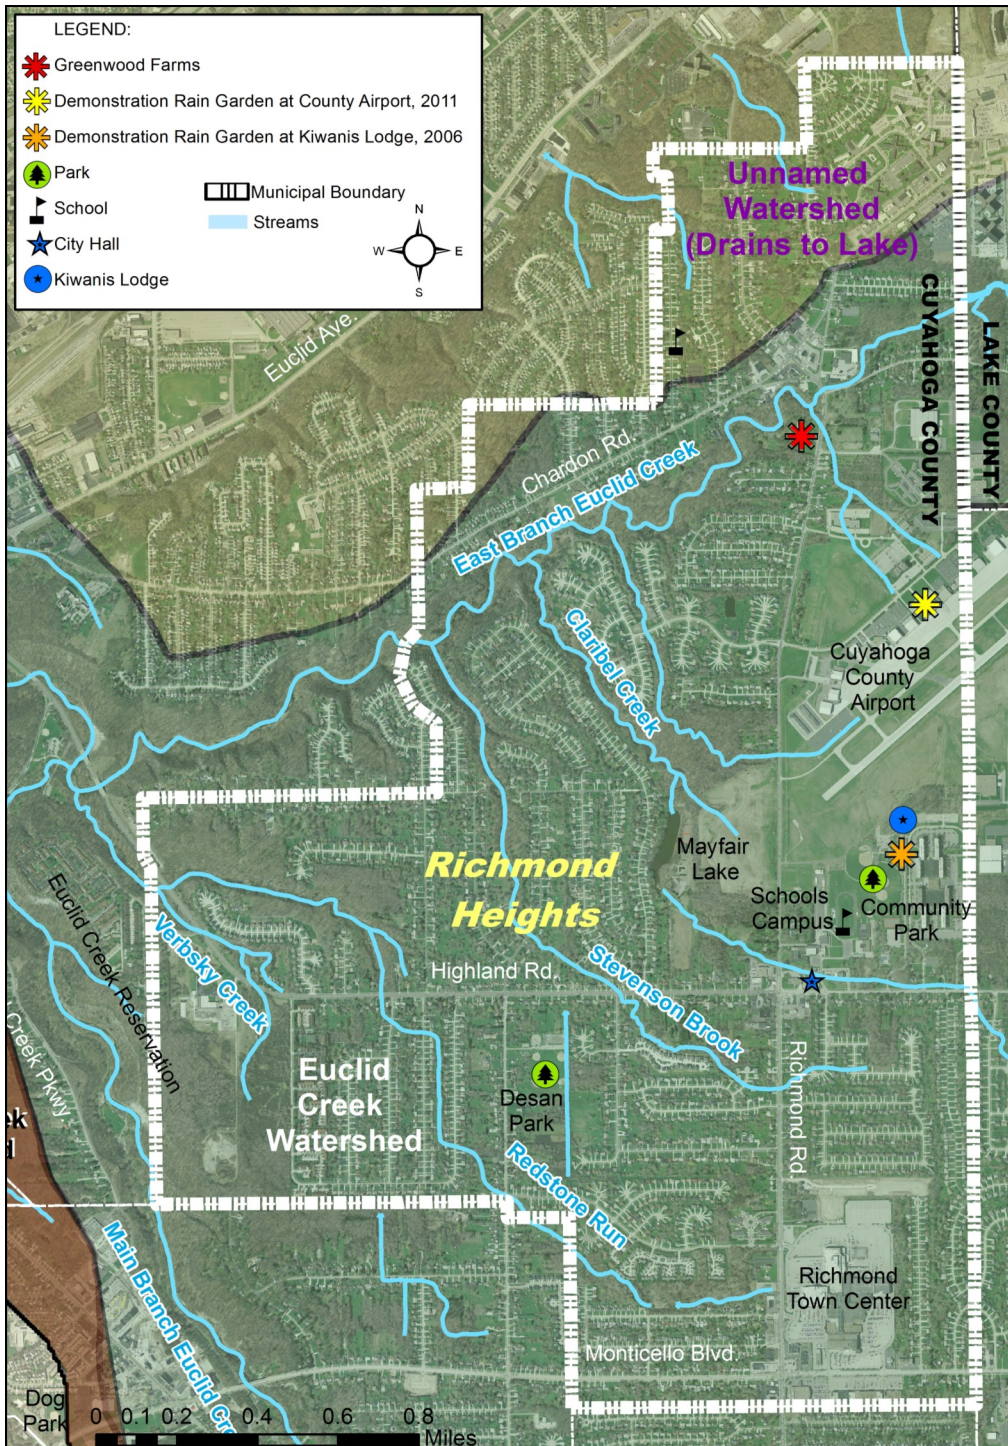 LEGEND:
Greenwood Farms
Demonstration Rain Garden at County Airport, 2011
Demonstration Rain Garden at Kiwanis Lodge, 2006
Park
School
City Hall
Kiwanis Lodge
Municipal Boundary
Streams
N
W
E
S
Unnamed
Watershed
(Drains to Lake)
Euclid Ave.
CUYAHOGA COUNTY
LAKE COUNTY
Chardon Rd.
East Branch Euclid Creek
Claribel Creek
Cuyahoga
County
Airport
Mayfair
Lake
Richmond
Heights
Schools
Campus
Community
Park
Highland Rd.
Stevenson Brook
Verbsky Creek
Euclid Creek Reservation
Creek Pkwy.
Euclid
Creek
Watershed
Desan
Park
Richmond Rd
Redstone Run
Main Branch Euclid Cre
Richmond
Town Center
Monticello Blvd.
Dog
Park
0 0.1 0.2 0.4 0.6 0.8
Miles